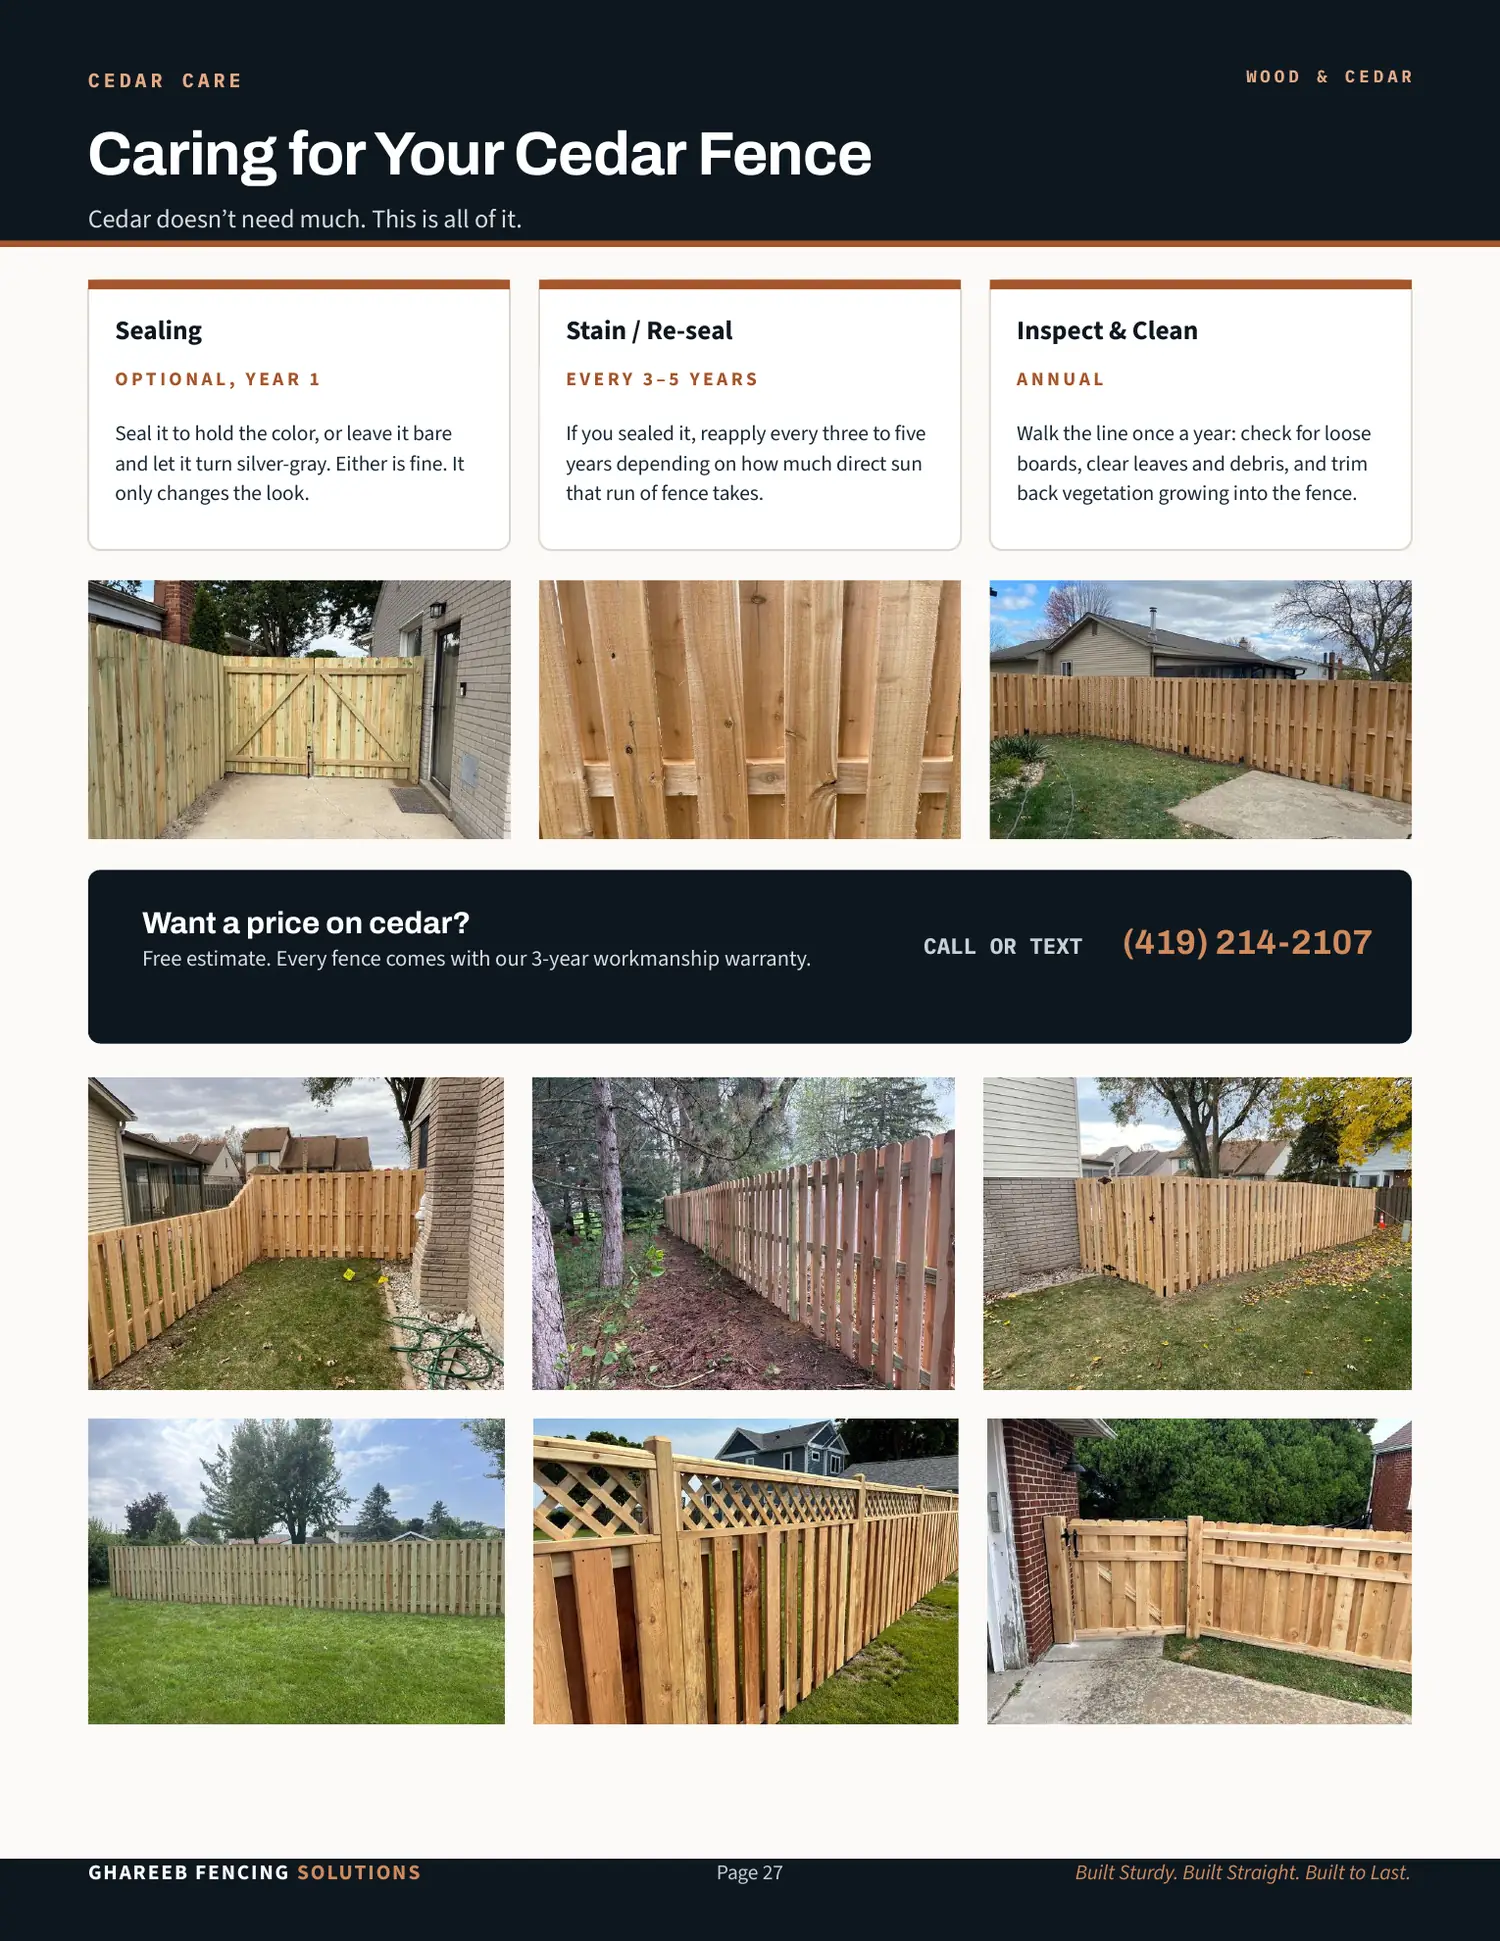 CEDAR CARE
WOOD & CEDAR
Caring for Your Cedar Fence
Cedar doesn’t need much. This is all of it.
Sealing
OPTIONAL, YEAR 1
Seal it to hold the color, or leave it bare
and let it turn silver-gray. Either is fine. It
only changes the look.
Stain / Re-seal
EVERY 3–5 YEARS
If you sealed it, reapply every three to five
years depending on how much direct sun
that run of fence takes.
Inspect & Clean
ANNUAL
Walk the line once a year: check for loose
boards, clear leaves and debris, and trim
back vegetation growing into the fence.
Want a price on cedar?
Free estimate. Every fence comes with our 3-year workmanship warranty.
CALL OR TEXT (419) 214-2107
GHAREEB FENCING SOLUTIONS
Page 27
Built Sturdy. Built Straight. Built to Last.